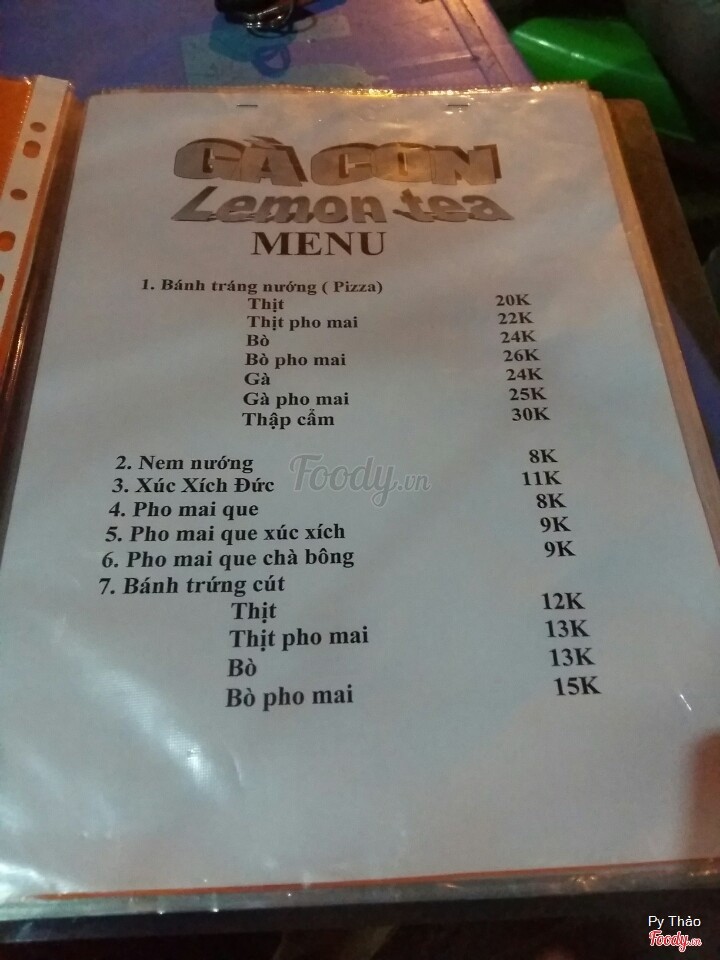 GÀ CON
Lemon tea
MENU
1. Bánh tráng nướng ( Pizza)
Thịt 20K
Thịt pho mai 22K
Bò 24K
Bò pho mai 26K
Gà 24K
Gà pho mai 25K
Thập cẩm 30K
2. Nem nướng 8K
3. Xúc Xích Đức 11K
4. Pho mai que 8K
5. Pho mai que xúc xích 9K
6. Pho mai que chà bông 9K
7. Bánh trứng cút
Thịt 12K
Thịt pho mai 13K
Bò 13K
Bò pho mai 15K
Foody.vn
Py Thảo
Foody.vn